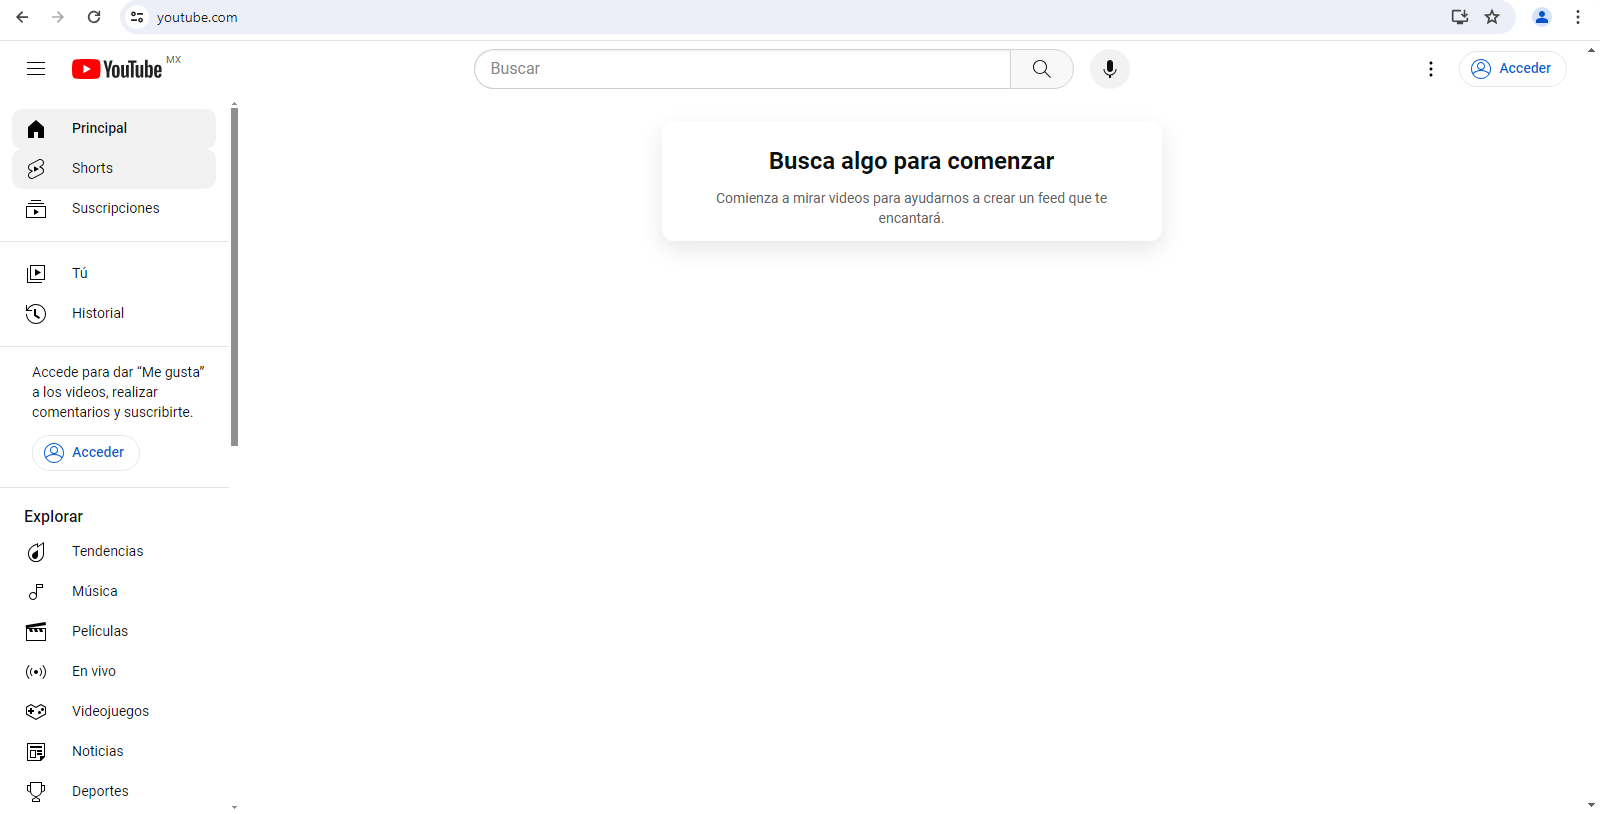 youtube.com
YouTube MX
Buscar
Acceder
Principal
Shorts
Suscripciones
Tú
Historial
Accede para dar “Me gusta”
a los videos, realizar
comentarios y suscribirte.
Acceder
Explorar
Tendencias
Música
Películas
En vivo
Videojuegos
Noticias
Deportes
Busca algo para comenzar
Comienza a mirar videos para ayudarnos a crear un feed que te
encantará.